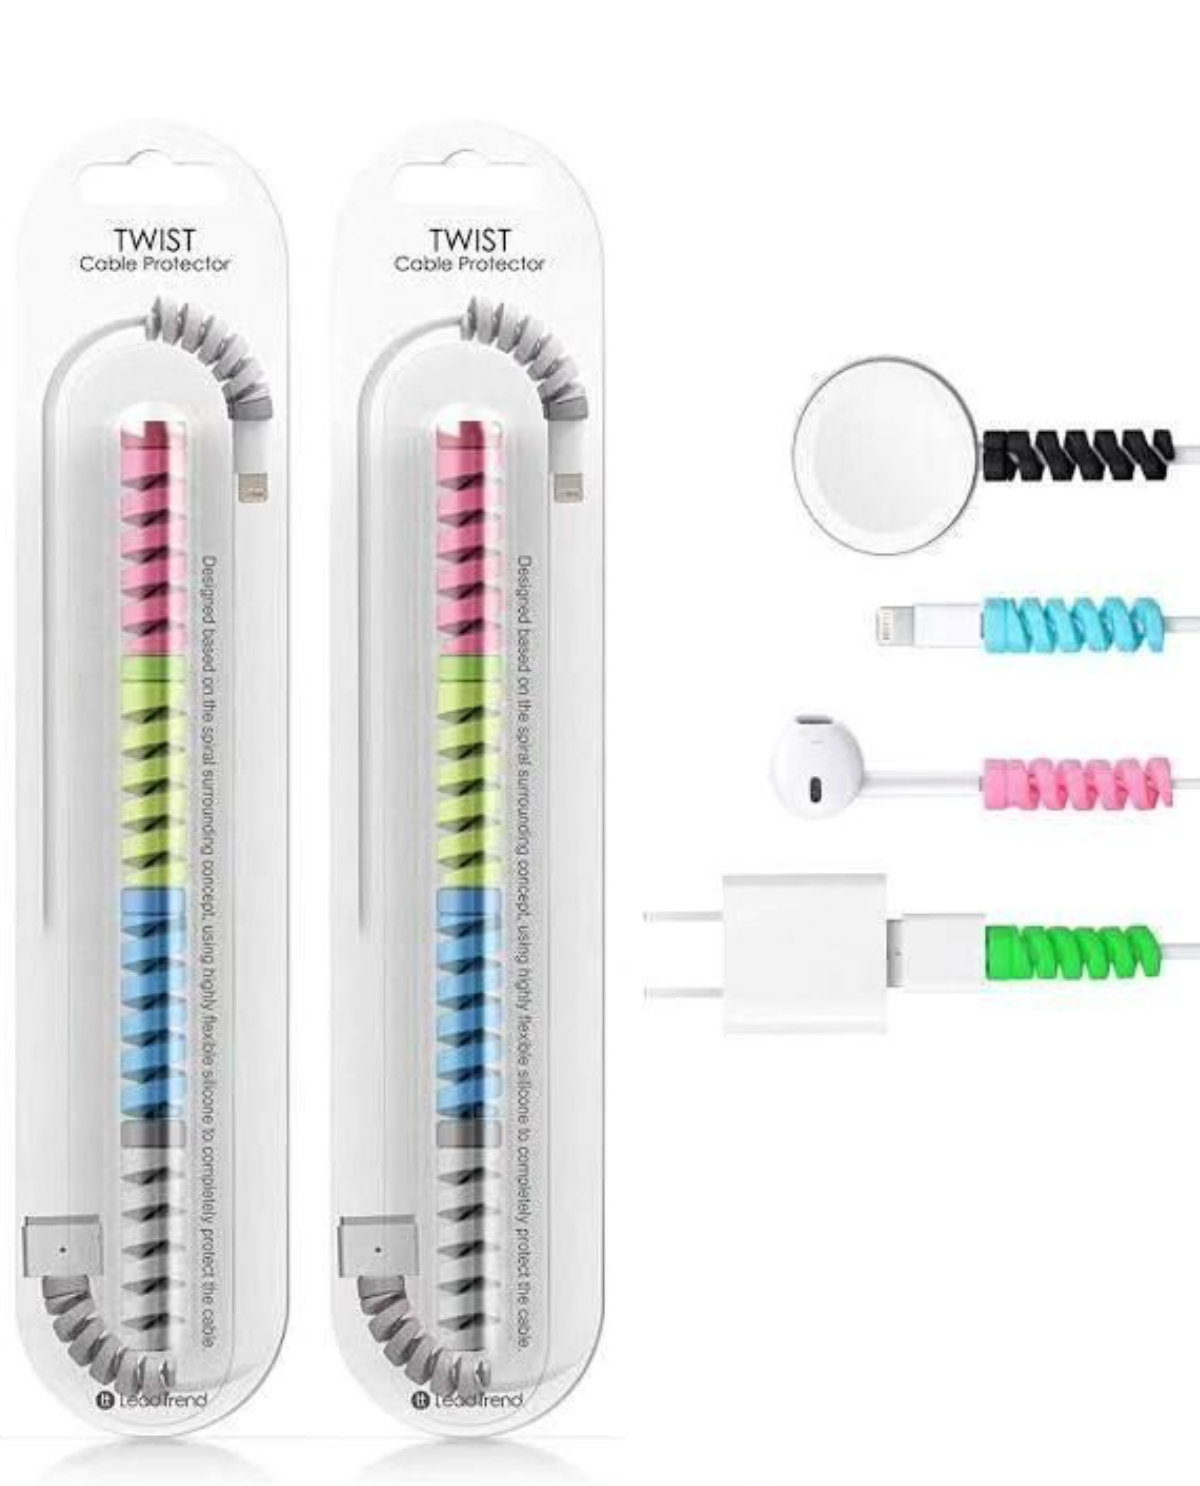 TWIST
Cable Protector
Designed based on the spiral surrounding concept, using highly flexible silicone to completely protect the cable.
LeadTrend
TWIST
Cable Protector
Designed based on the spiral surrounding concept, using highly flexible silicone to completely protect the cable.
LeadTrend